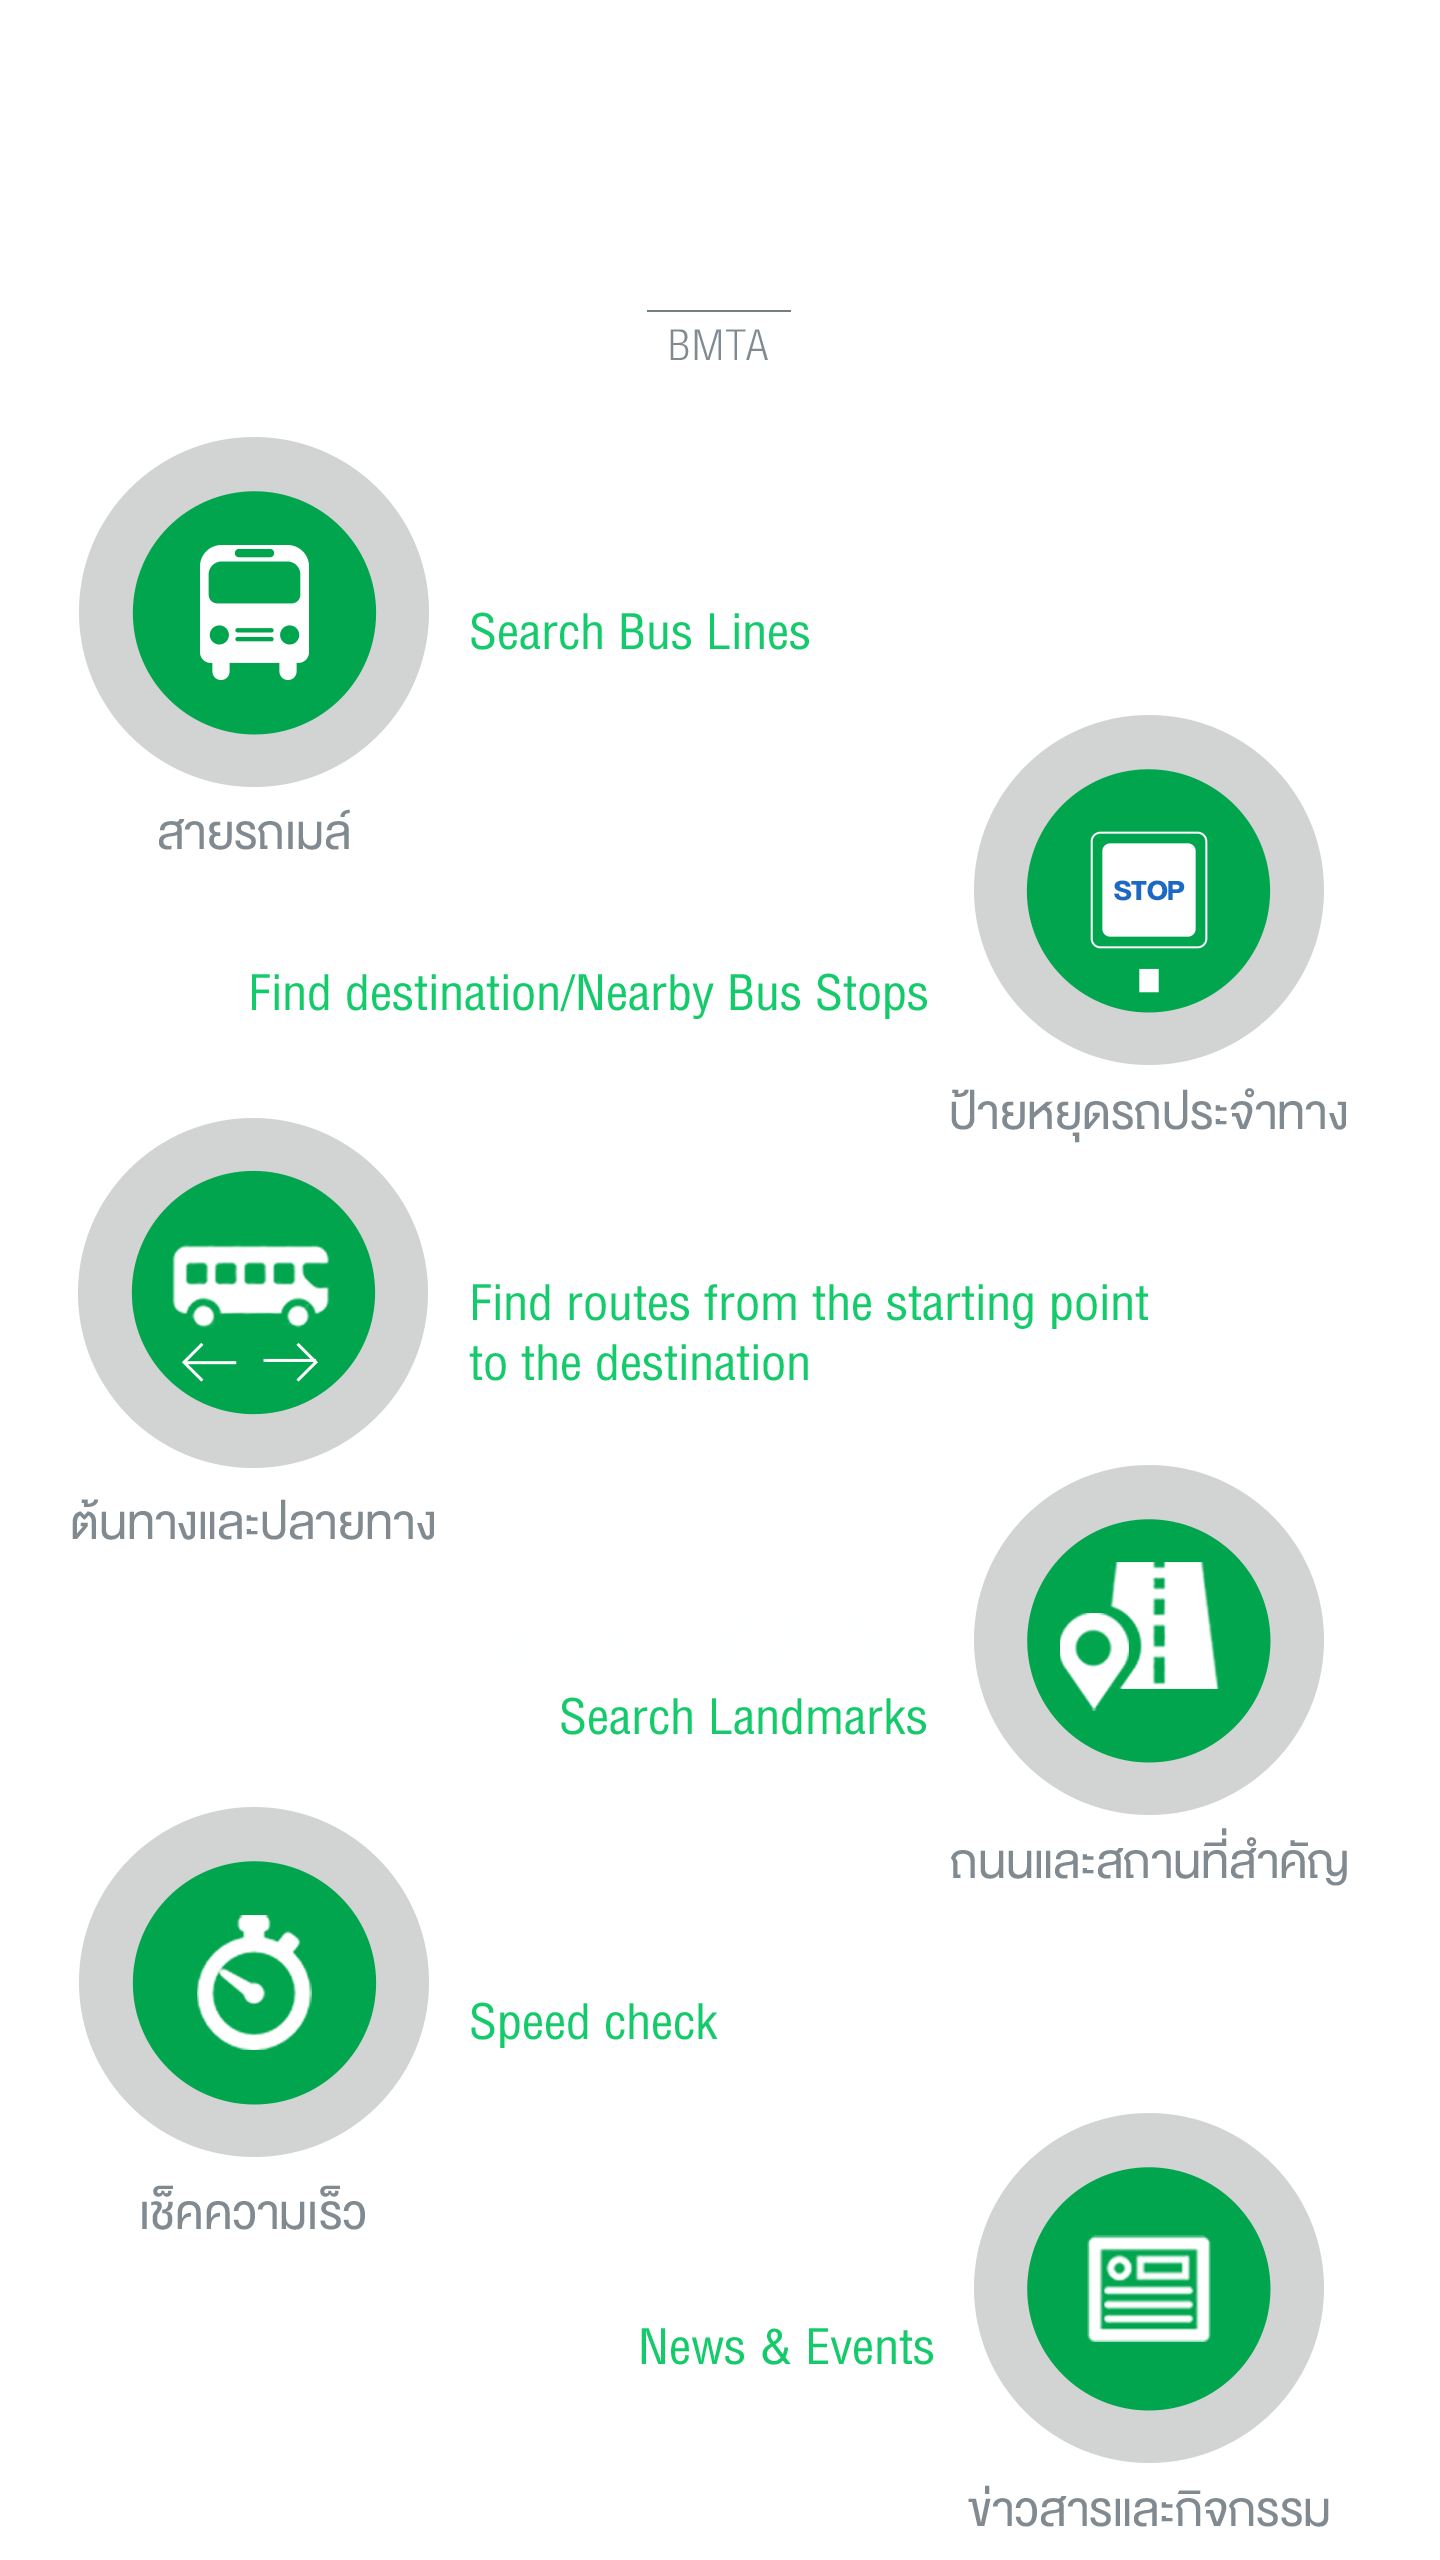 BMTA
Search Bus Lines
สายรถเมล์
STOP
Find destination/Nearby Bus Stops
ป้ายหยุดรถประจำทาง
Find routes from the starting point
to the destination
ต้นทางและปลายทาง
Search Landmarks
ถนนและสถานที่สำคัญ
Speed check
เช็คความเร็ว
News & Events
ข่าวสารและกิจกรรม